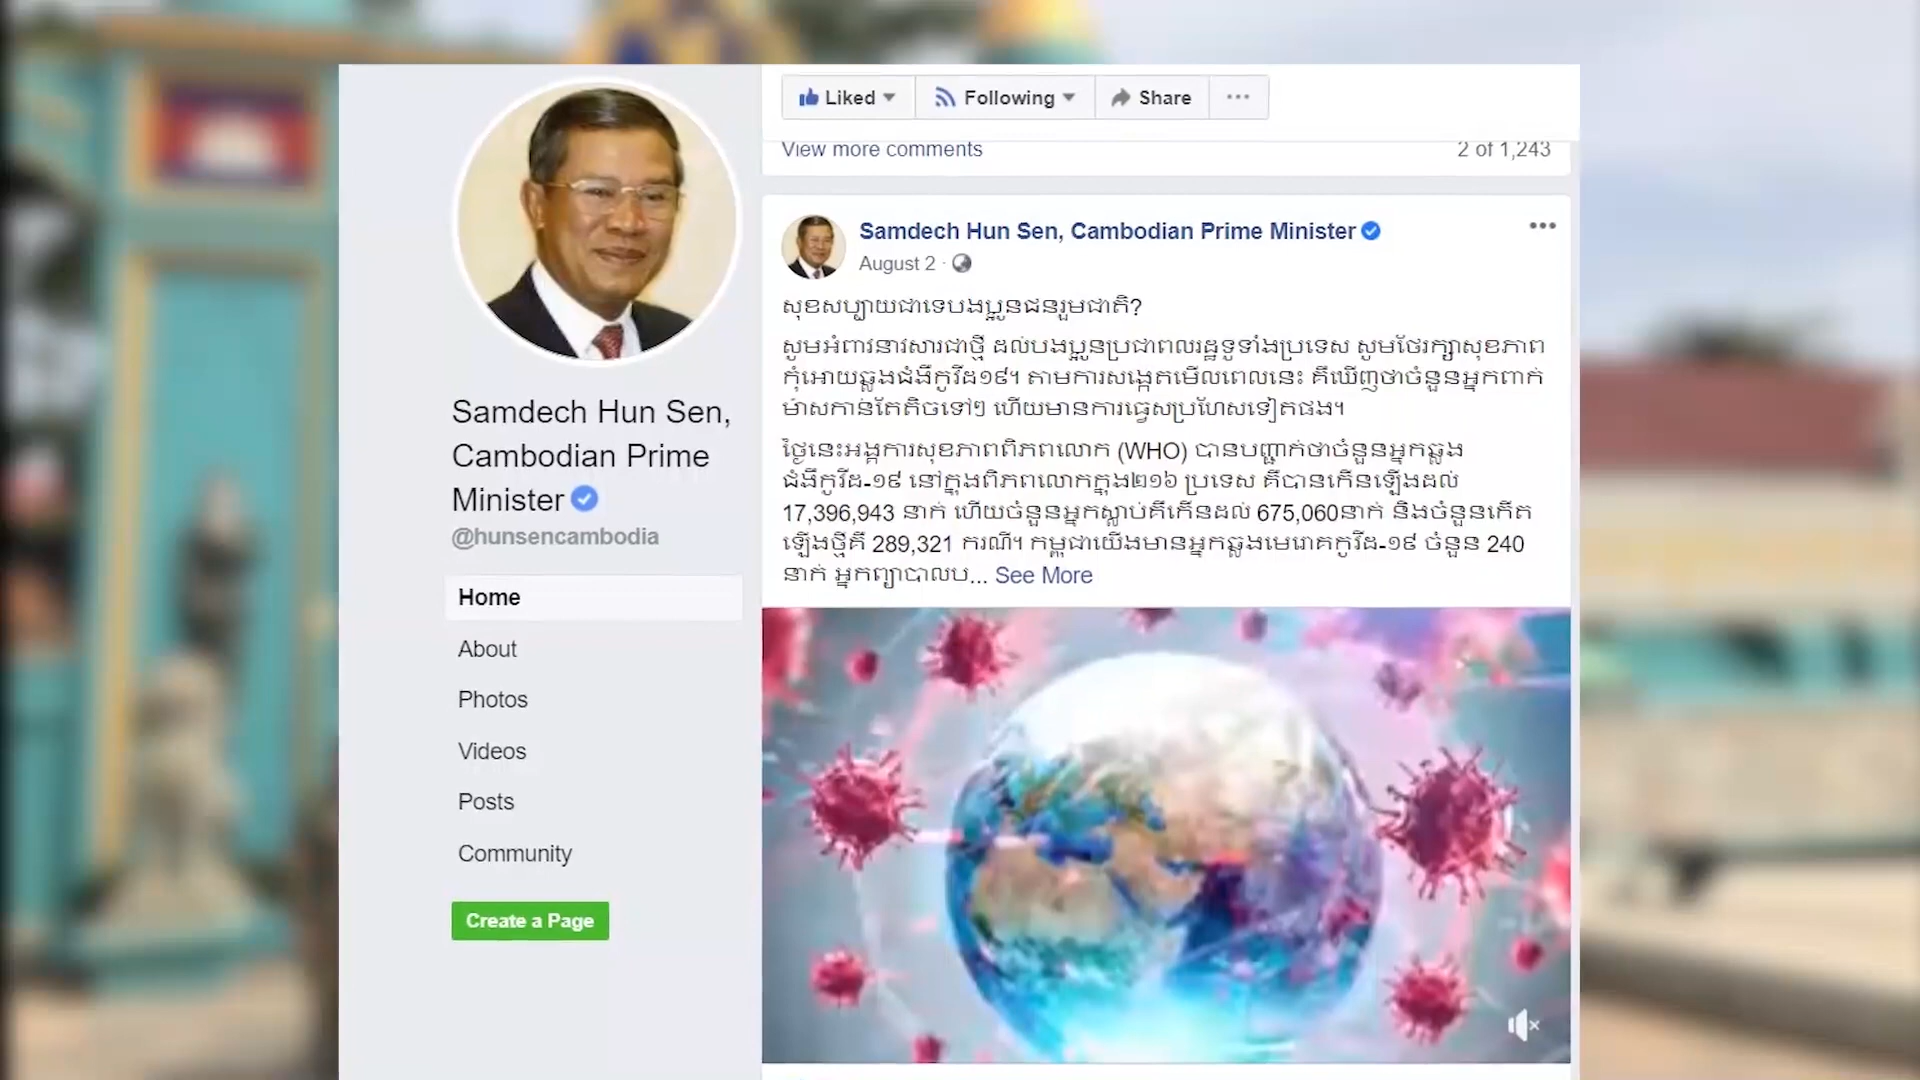 Liked
Following
Share
View more comments
2 of 1,243
Samdech Hun Sen, Cambodian Prime Minister
August 2 ·
សុខសប្បាយជាទេបងប្អូនជនរួមជាតិ?
សូមអំពាវនាវសារជាថ្មី ដល់បងប្អូនប្រជាពលរដ្ឋទូទាំងប្រទេស សូមថែរក្សាសុខភាព
កុំអោយឆ្លងជំងឺកូវីដ១៩។ តាមការសង្កេតមើលពេលនេះ គឺឃើញថាចំនួនអ្នកពាក់
ម៉ាសកាន់តែតិចទៅៗ ហើយមានការធ្វេសប្រហែសទៀតផង។
ថ្ងៃនេះអង្គការសុខភាពពិភពលោក (WHO) បានបញ្ជាក់ថាចំនួនអ្នកឆ្លង
ជំងឺកូវីដ-១៩ នៅក្នុងពិភពលោកក្នុង២១៦ ប្រទេស គឺបានកើនឡើងដល់
17,396,943 នាក់ ហើយចំនួនអ្នកស្លាប់គឺកើនដល់ 675,060នាក់ និងចំនួនកើត
ឡើងថ្មីគឺ 289,321 ករណី។ កម្ពុជាយើងមានអ្នកឆ្លងមេរោគកូវីដ-១៩ ចំនួន 240
នាក់ អ្នកព្យាបាលប... See More
Samdech Hun Sen,
Cambodian Prime
Minister
@hunsencambodia
Home
About
Photos
Videos
Posts
Community
Create a Page